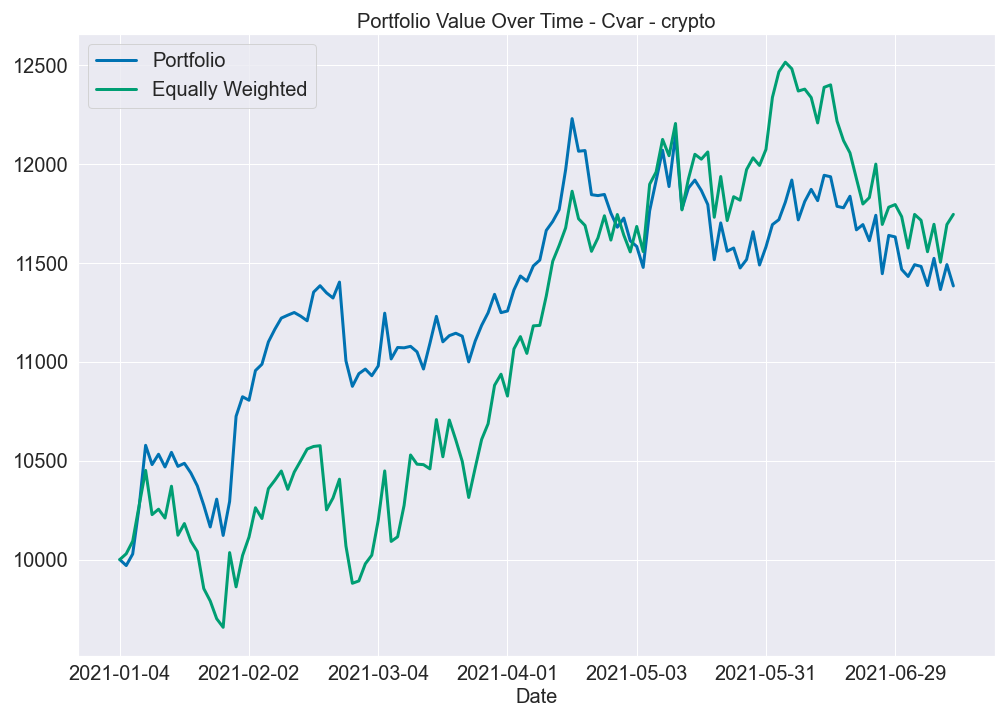 Portfolio Value Over Time - Cvar - crypto
Portfolio
Equally Weighted
12500
12000
11500
11000
10500
10000
2021-01-04 2021-02-02 2021-03-04 2021-04-01 2021-05-03 2021-05-31 2021-06-29
Date